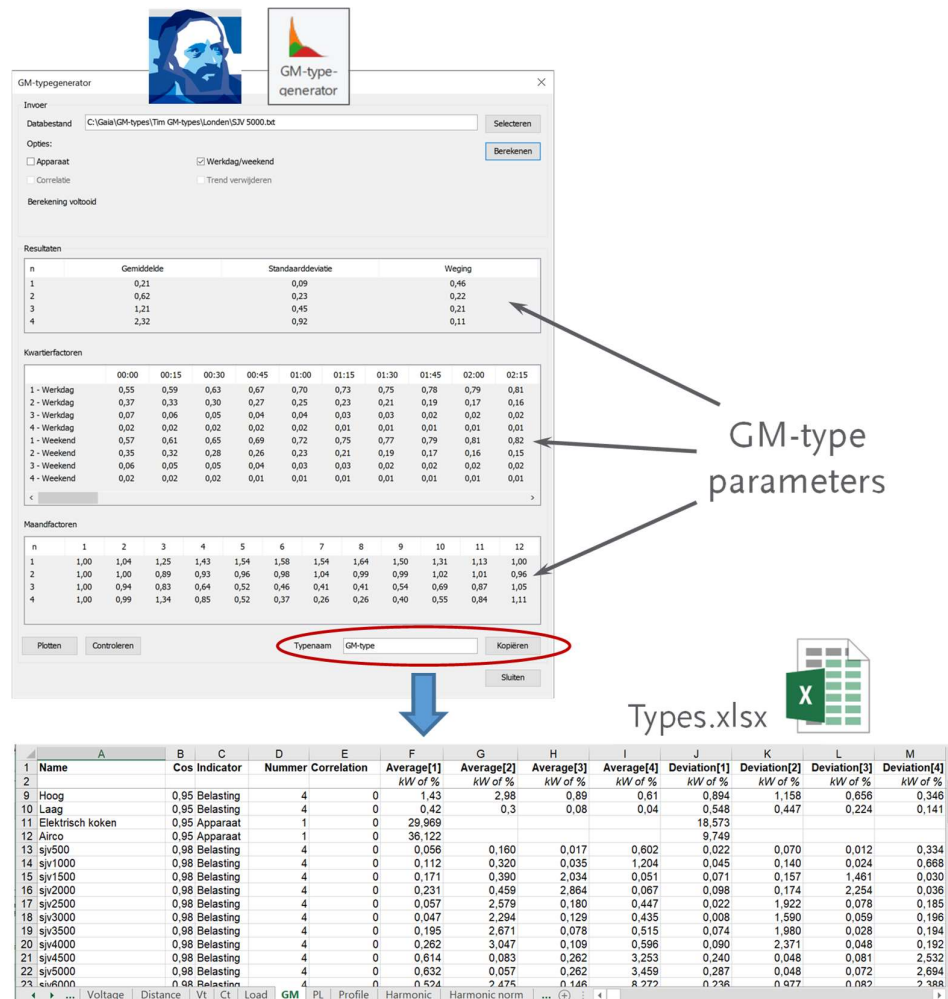 GM-type-
generator
GM-typegenerator
Invoer
Databestand C:\Gaia\GM-types\Tim GM-types\Londen\SJV 5000.txt Selecteren
Opties: Berekenen
Apparaat Werkdag/weekend
Correlatie Trend verwijderen
Berekening voltooid
Resultaten
n Gemiddelde Standaarddeviatie Weging
1 0,21 0,09 0,46
2 0,62 0,23 0,22
3 1,21 0,45 0,21
4 2,32 0,92 0,11
Kwartierfactoren
00:00 00:15 00:30 00:45 01:00 01:15 01:30 01:45 02:00 02:15
1 - Werkdag 0,55 0,59 0,63 0,67 0,70 0,73 0,75 0,78 0,79 0,81
2 - Werkdag 0,37 0,33 0,30 0,27 0,25 0,23 0,21 0,19 0,17 0,16
3 - Werkdag 0,07 0,06 0,05 0,04 0,04 0,03 0,03 0,02 0,02 0,02
4 - Werkdag 0,02 0,02 0,02 0,02 0,02 0,01 0,01 0,01 0,01 0,01
1 - Weekend 0,57 0,61 0,65 0,69 0,72 0,75 0,77 0,79 0,81 0,82
2 - Weekend 0,35 0,32 0,28 0,26 0,23 0,21 0,19 0,17 0,16 0,15
3 - Weekend 0,06 0,05 0,05 0,04 0,03 0,03 0,02 0,02 0,02 0,02
4 - Weekend 0,02 0,02 0,02 0,01 0,01 0,01 0,01 0,01 0,01 0,01
GM-type
parameters
Maandfactoren
n 1 2 3 4 5 6 7 8 9 10 11 12
1 1,00 1,04 1,25 1,43 1,54 1,58 1,54 1,64 1,50 1,31 1,13 1,00
2 1,00 1,00 0,89 0,93 0,96 0,98 1,04 0,99 0,99 1,02 1,01 0,96
3 1,00 0,94 0,83 0,64 0,52 0,46 0,41 0,41 0,54 0,69 0,87 1,05
4 1,00 0,99 1,34 0,85 0,52 0,37 0,26 0,26 0,40 0,55 0,84 1,11
Plotten Controleren Typenaam GM-type Kopiëren
Sluiten
Types.xlsx X
A B C D E F G H I J K L M
1 Name Cos Indicator Nummer Correlation Average[1] Average[2] Average[3] Average[4] Deviation[1] Deviation[2] Deviation[3] Deviation[4]
2 kW of % kW of % kW of % kW of % kW of % kW of % kW of % kW of %
9 Hoog 0,95 Belasting 4 0 1,43 2,98 0,89 0,61 0,894 1,158 0,656 0,346
10 Laag 0,95 Belasting 4 0 0,42 0,3 0,08 0,04 0,548 0,447 0,224 0,141
11 Elektrisch koken 0,95 Apparaat 1 0 29,969 18,573
12 Airco 0,95 Apparaat 1 0 36,122 9,749
13 sjv500 0,98 Belasting 4 0 0,056 0,160 0,017 0,602 0,022 0,070 0,012 0,334
14 sjv1000 0,98 Belasting 4 0 0,112 0,320 0,035 1,204 0,045 0,140 0,024 0,668
15 sjv1500 0,98 Belasting 4 0 0,171 0,390 2,034 0,051 0,071 0,157 1,461 0,030
16 sjv2000 0,98 Belasting 4 0 0,231 0,459 2,864 0,067 0,098 0,174 2,254 0,036
17 sjv2500 0,98 Belasting 4 0 0,057 2,579 0,180 0,447 0,022 1,922 0,078 0,185
18 sjv3000 0,98 Belasting 4 0 0,047 2,294 0,129 0,435 0,008 1,590 0,059 0,196
19 sjv3500 0,98 Belasting 4 0 0,195 2,671 0,078 0,515 0,074 1,980 0,028 0,194
20 sjv4000 0,98 Belasting 4 0 0,262 3,047 0,109 0,596 0,090 2,371 0,048 0,192
21 sjv4500 0,98 Belasting 4 0 0,614 0,083 0,262 3,253 0,240 0,048 0,081 2,532
22 sjv5000 0,98 Belasting 4 0 0,632 0,057 0,262 3,459 0,287 0,048 0,072 2,694
23 sjv6000 0,98 Belasting 4 0 0,524 2,475 0,146 8,272 0,236 0,977 0,082 2,388
... Voltage Distance Vt Ct Load GM PL Profile Harmonic Harmonic norm ...